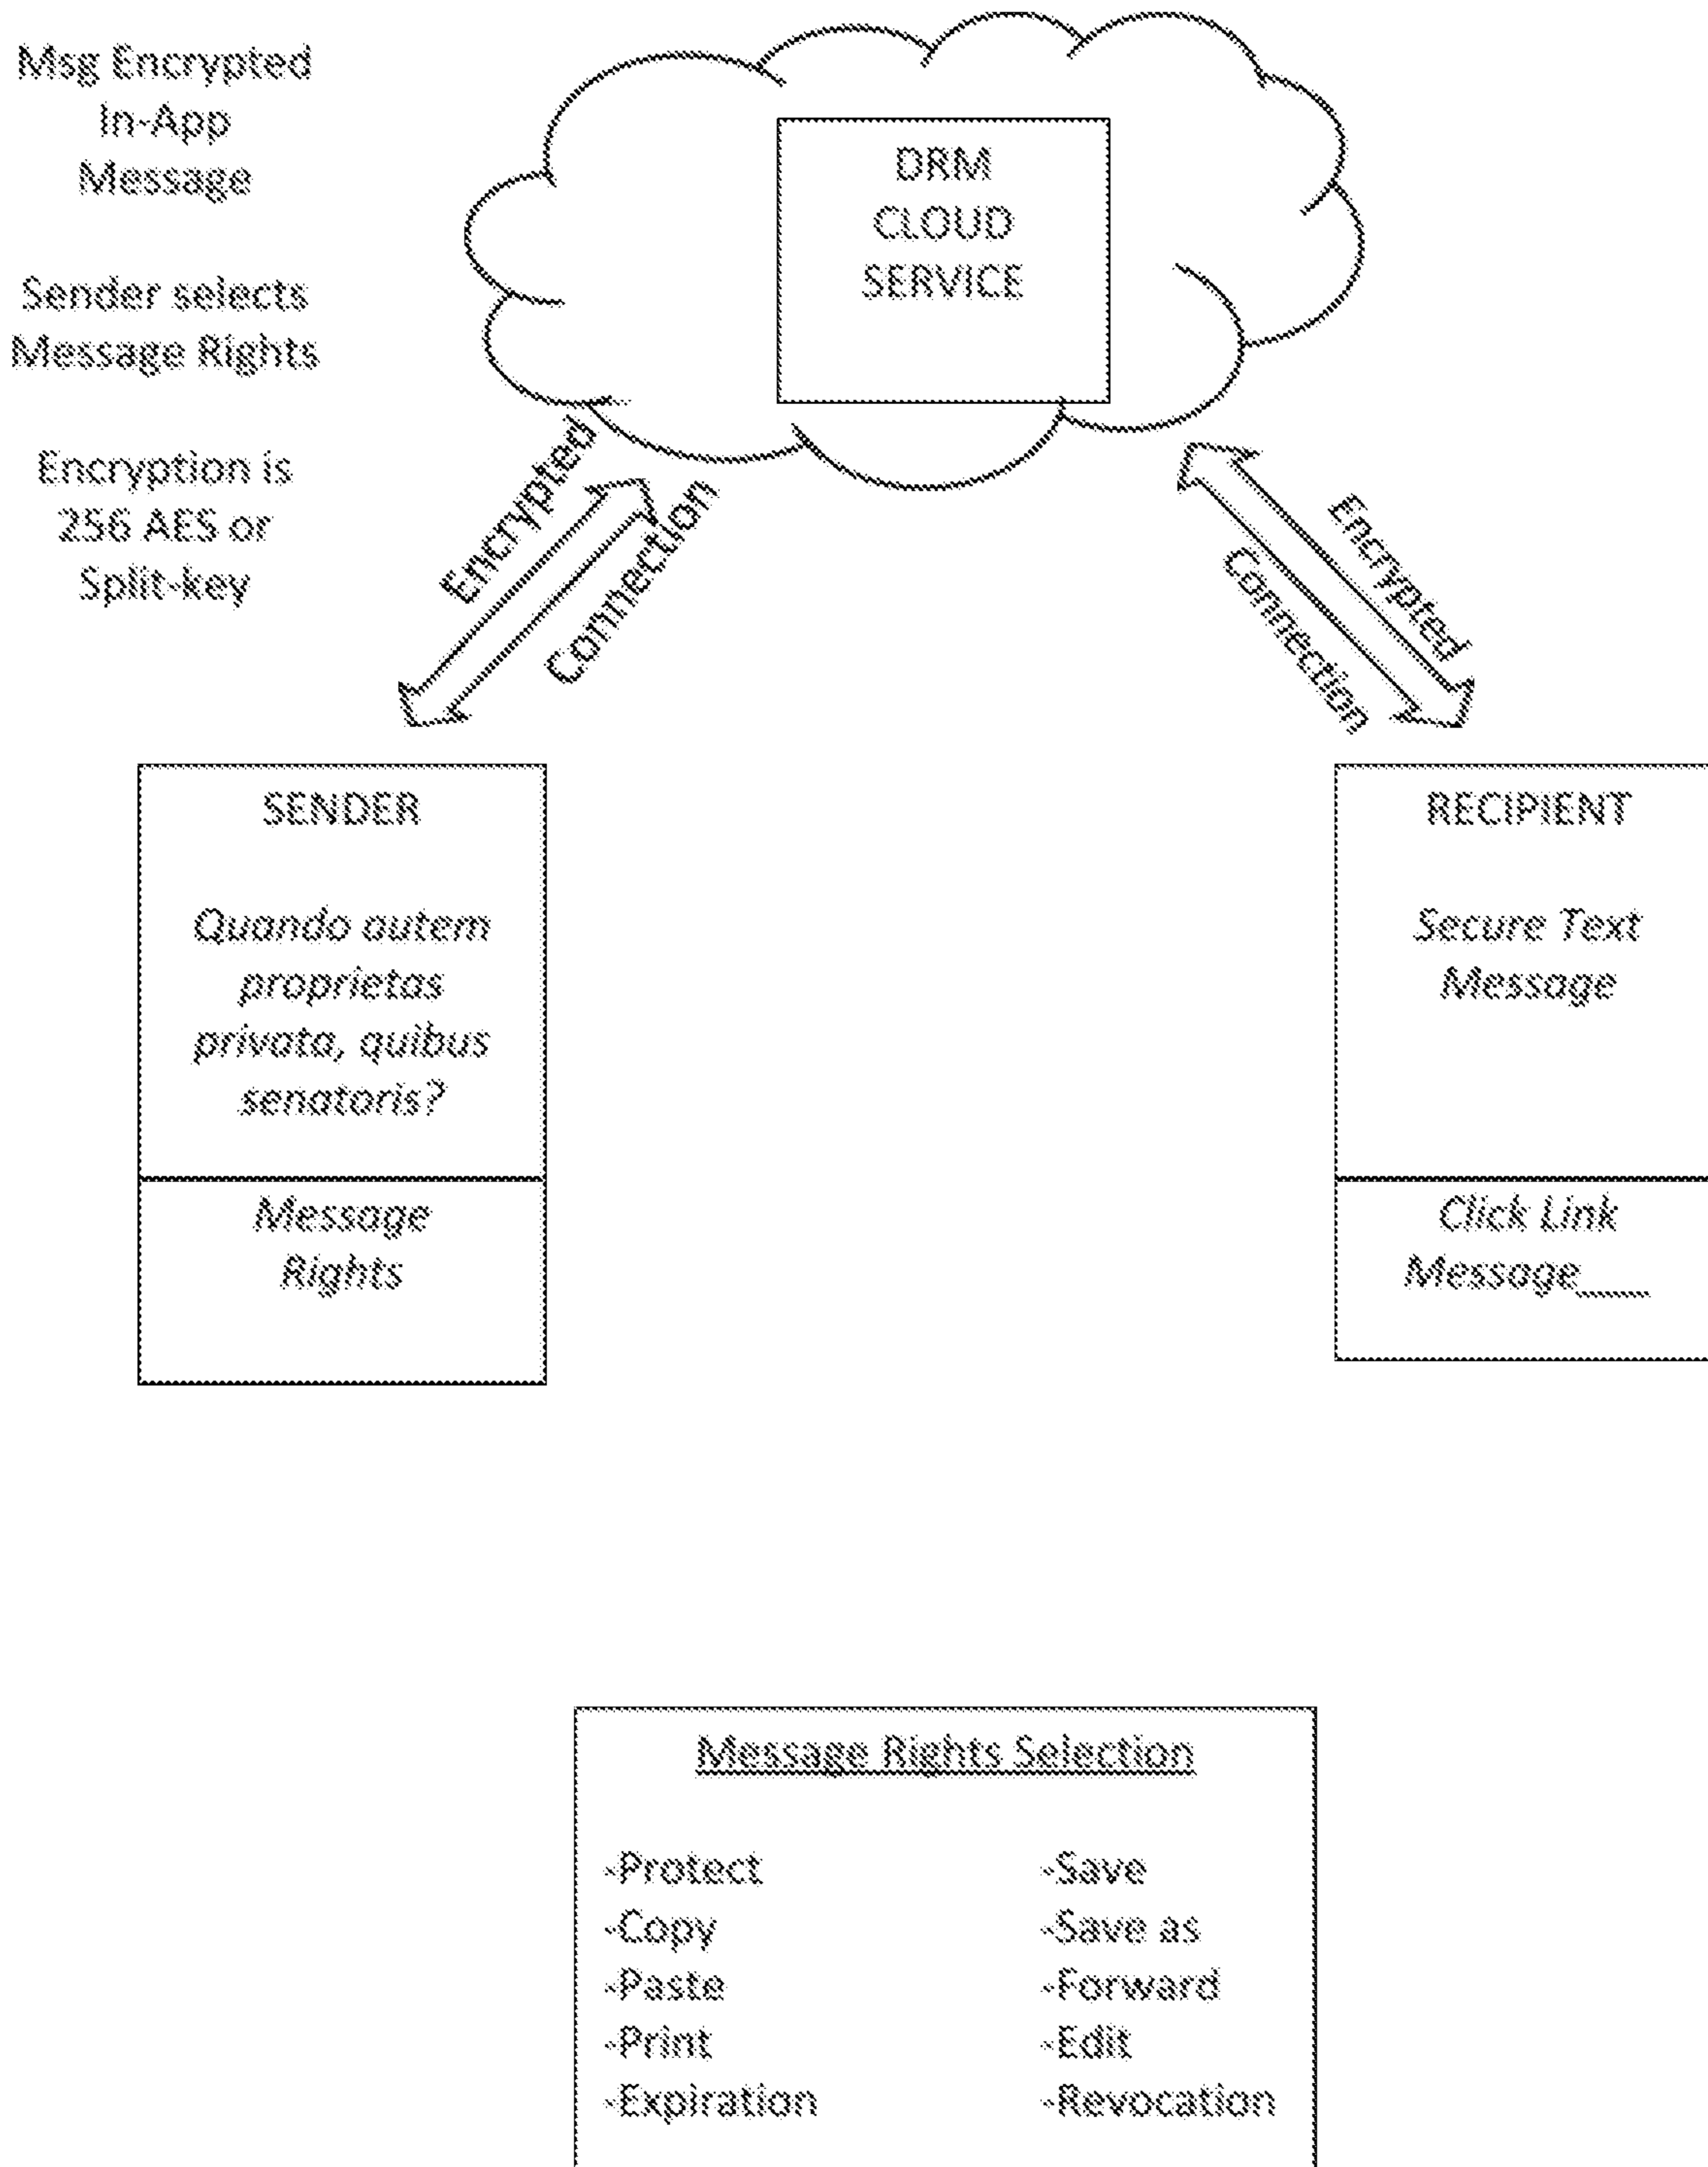 Msg Encrypted
In-App
Message
Sender selects
Message Rights
Encryption is
256 AES or
Split-key
DRM
CLOUD
SERVICE
Encrypted
Connection
Encrypted
Connection
SENDER
Quando autem
proprietas
privata, quibus
senatoris?
Message
Rights
RECIPIENT
Secure Text
Message
Click Link
Message____
Message Rights Selection
-Protect
-Copy
-Paste
-Print
-Expiration
-Save
-Save as
-Forward
-Edit
-Revocation